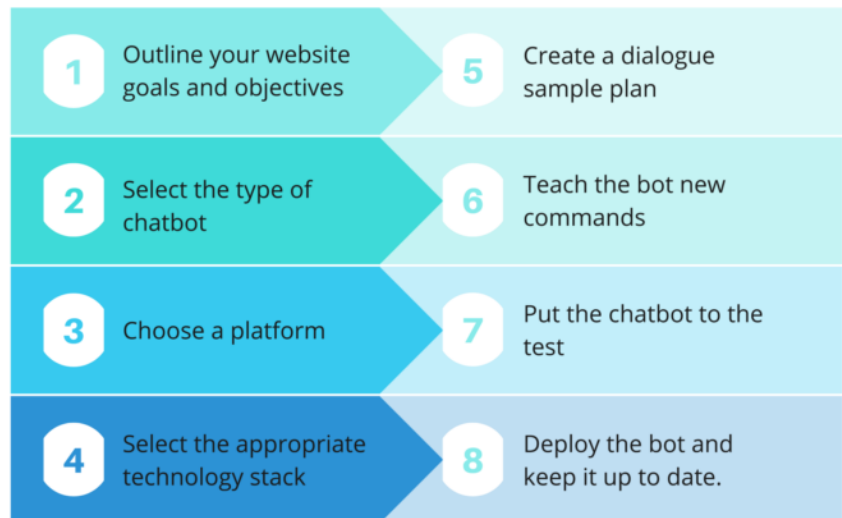 1
Outline your website
goals and objectives
2
Select the type of
chatbot
3
Choose a platform
4
Select the appropriate
technology stack
5
Create a dialogue
sample plan
6
Teach the bot new
commands
7
Put the chatbot to the
test
8
Deploy the bot and
keep it up to date.